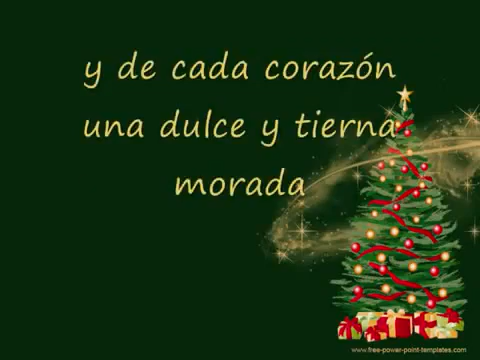 y de cada corazón
una dulce y tierna
morada
www.free-power-point-templates.com